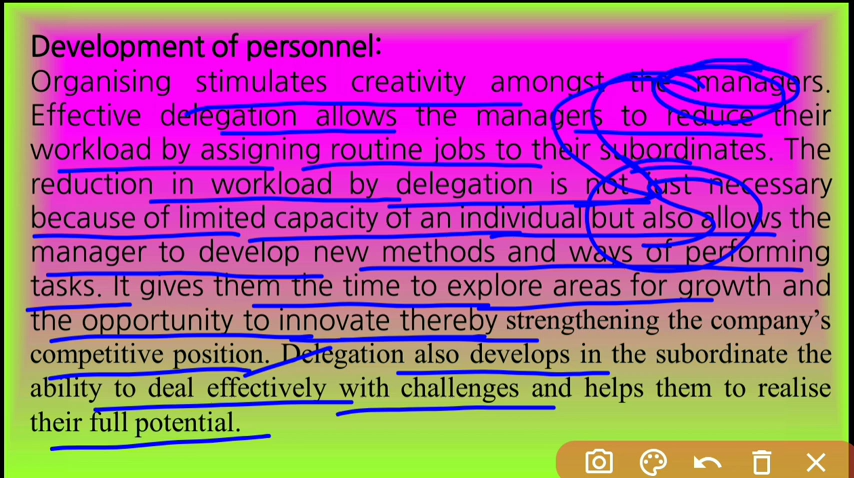 Development of personnel:
Organising stimulates creativity amongst the managers.
Effective delegation allows the managers to reduce their
workload by assigning routine jobs to their subordinates. The
reduction in workload by delegation is not just necessary
because of limited capacity of an individual but also allows the
manager to develop new methods and ways of performing
tasks. It gives them the time to explore areas for growth and
the opportunity to innovate thereby strengthening the company's
competitive position. Delegation also develops in the subordinate the
ability to deal effectively with challenges and helps them to realise
their full potential.